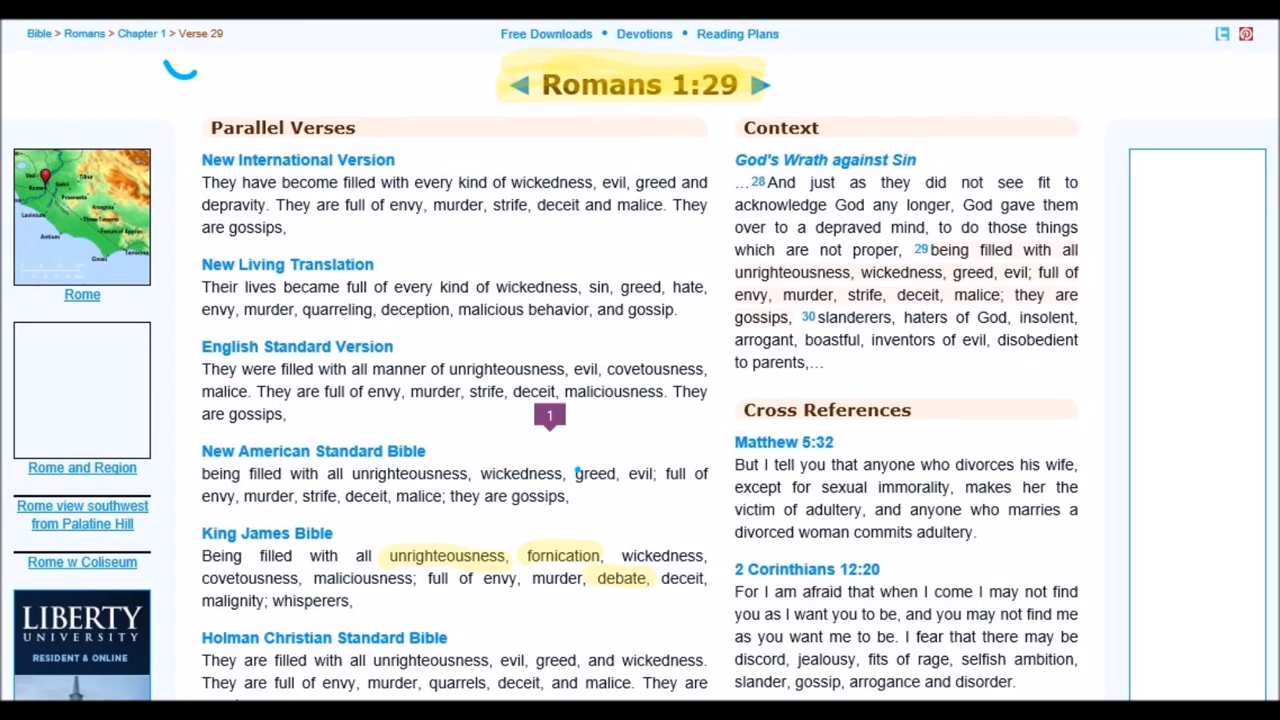 Bible > Romans > Chapter 1 > Verse 29
Free Downloads • Devotions • Reading Plans
Romans 1:29
Rome
Rome and Region
Rome view southwest
from Palatine Hill
Rome w Coliseum
LIBERTY
UNIVERSITY
RESIDENT & ONLINE
Parallel Verses
New International Version
They have become filled with every kind of wickedness, evil, greed and
depravity. They are full of envy, murder, strife, deceit and malice. They
are gossips,
New Living Translation
Their lives became full of every kind of wickedness, sin, greed, hate,
envy, murder, quarreling, deception, malicious behavior, and gossip.
English Standard Version
They were filled with all manner of unrighteousness, evil, covetousness,
malice. They are full of envy, murder, strife, deceit, maliciousness. They
are gossips,
1
New American Standard Bible
being filled with all unrighteousness, wickedness, greed, evil; full of
envy, murder, strife, deceit, malice; they are gossips,
King James Bible
Being filled with all unrighteousness, fornication, wickedness,
covetousness, maliciousness; full of envy, murder, debate, deceit,
malignity; whisperers,
Holman Christian Standard Bible
They are filled with all unrighteousness, evil, greed, and wickedness.
They are full of envy, murder, quarrels, deceit, and malice. They are
Context
God's Wrath against Sin
…28And just as they did not see fit to
acknowledge God any longer, God gave them
over to a depraved mind, to do those things
which are not proper, 29being filled with all
unrighteousness, wickedness, greed, evil; full of
envy, murder, strife, deceit, malice; they are
gossips, 30slanderers, haters of God, insolent,
arrogant, boastful, inventors of evil, disobedient
to parents,…
Cross References
Matthew 5:32
But I tell you that anyone who divorces his wife,
except for sexual immorality, makes her the
victim of adultery, and anyone who marries a
divorced woman commits adultery.
2 Corinthians 12:20
For I am afraid that when I come I may not find
you as I want you to be, and you may not find me
as you want me to be. I fear that there may be
discord, jealousy, fits of rage, selfish ambition,
slander, gossip, arrogance and disorder.